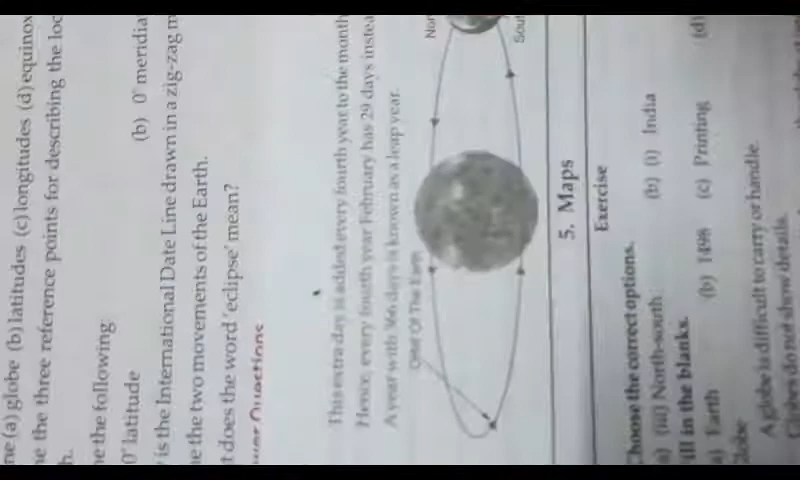 ne (a) globe (b) latitudes (c) longitudes (d) equinox
he the three reference points for describing the loc
h.
ne the following
0° latitude (b) 0° meridia
y is the International Date Line drawn in a zig-zag m
ne the two movements of the Earth.
t does the word 'eclipse' mean?
This extra day is added every fourth year to the month
Hence, every fourth year February has 29 days instea
A year with 366 days is known as a leap year.
Orbit Of The Earth
Nor
Sout
5. Maps
Exercise
Choose the correct options.
a) (iii) North-south (b) (i) India
Fill in the blanks.
a) Earth (b) 1498 (c) Printing (d)
Globe
A globe is difficult to carry or handle.
Globes do not show details.